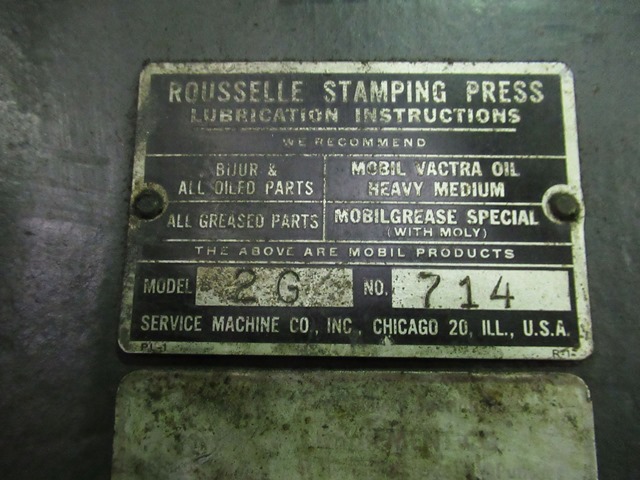 ROUSSELLE STAMPING PRESS
LUBRICATION INSTRUCTIONS
WE RECOMMEND
BIJUR &
ALL OILED PARTS
MOBIL VACTRA OIL
HEAVY MEDIUM
ALL GREASED PARTS
MOBILGREASE SPECIAL
(WITH MOLY)
THE ABOVE ARE MOBIL PRODUCTS
MODEL 2G NO. 714
SERVICE MACHINE CO., INC., CHICAGO 20, ILL., U.S.A.